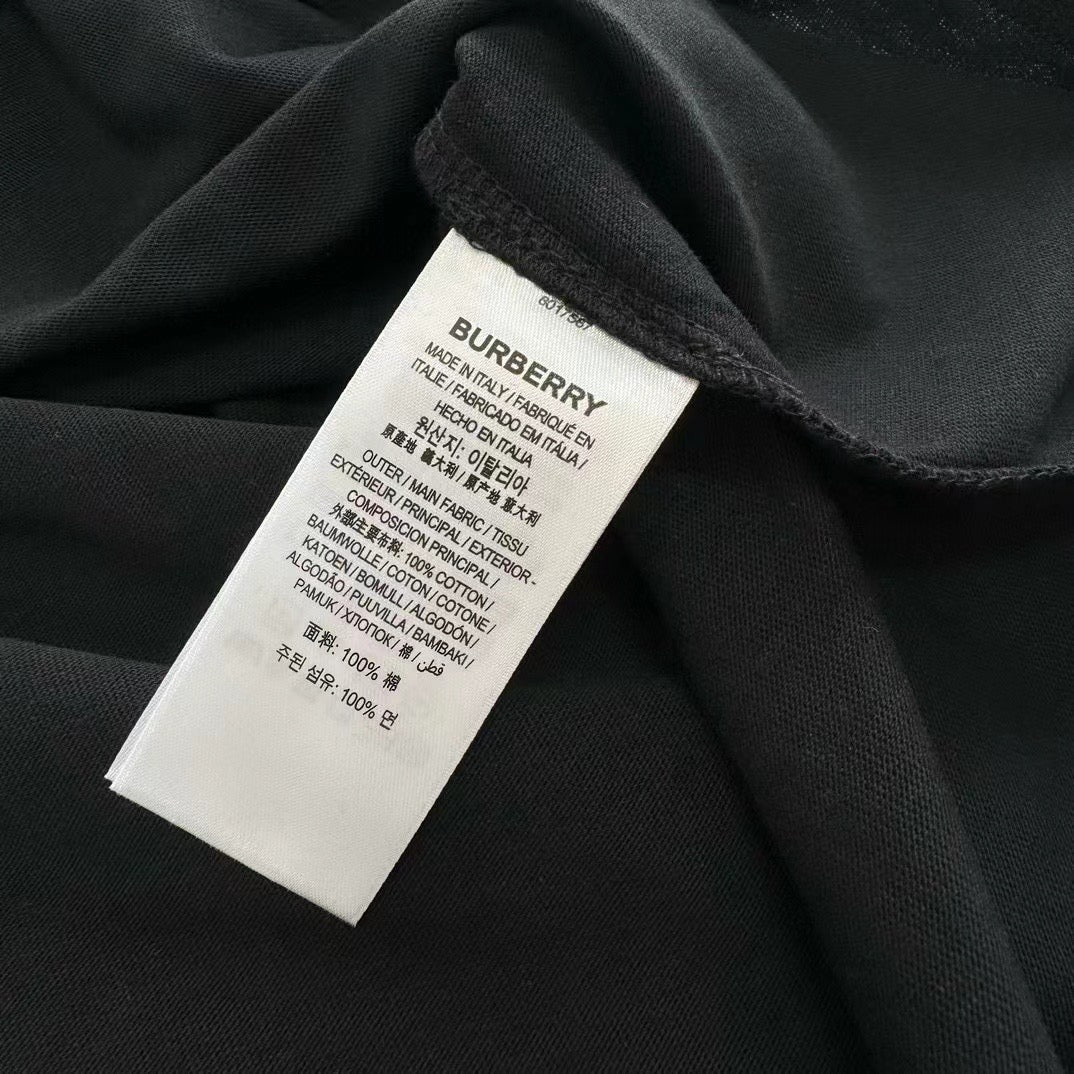 8017587
BURBERRY
MADE IN ITALY / FABRIQUÉ EN
ITALIE / FABRICADO EM ITÁLIA /
HECHO EN ITALIA
원산지: 이탈리아
原產地 義大利 / 原产地 意大利
OUTER / MAIN FABRIC / TISSU
EXTÉRIEUR / PRINCIPAL / EXTERIOR -
COMPOSICION PRINCIPAL /
外部主要布料: 100% COTTON /
BAUMWOLLE / COTON / COTONE /
KATOEN / BOMULL / ALGODÓN /
ALGODÃO / PUUVILLA / BAMBAKI /
PAMUK / ХЛОПОК / 棉 / قطن
面料: 100% 棉
주된 섬유: 100% 면